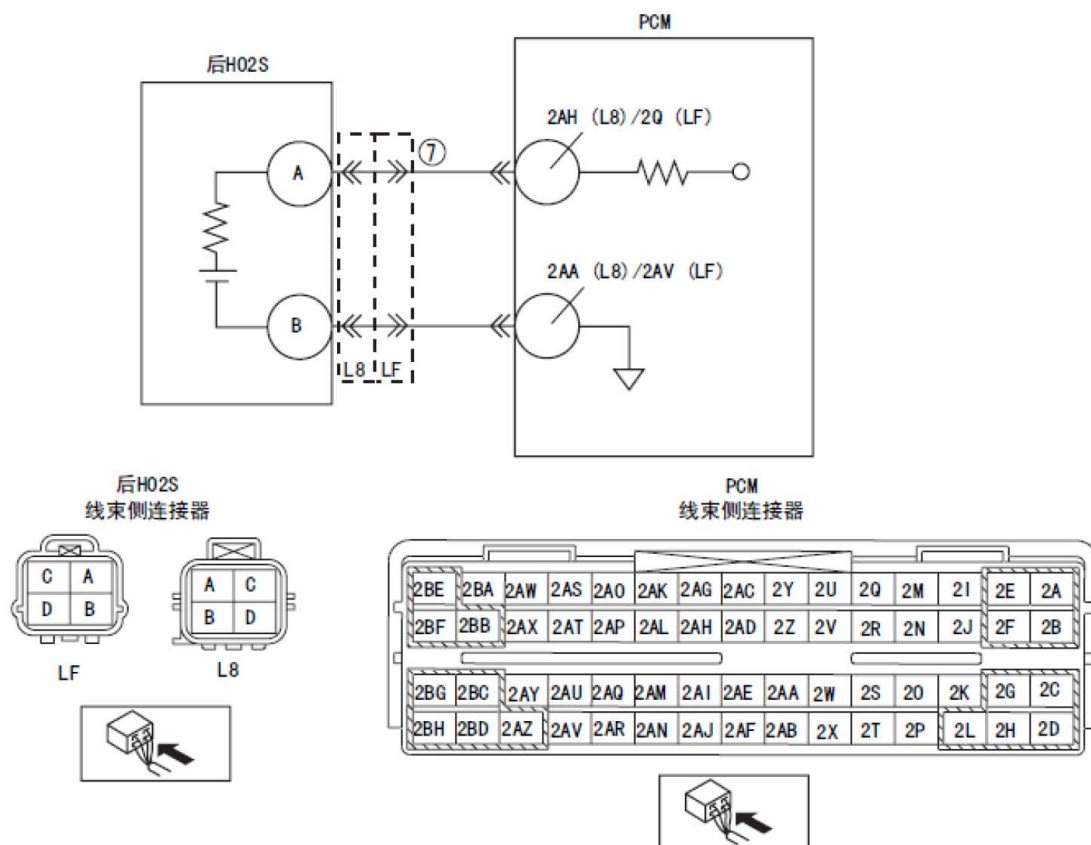 PCM
后HO2S
2AH (L8)/2Q (LF)
⑦
A
2AA (L8)/2AV (LF)
B
L8 LF
后HO2S
线束侧连接器
PCM
线束侧连接器
C A
D B
LF
A C
B D
L8
2BE 2BA 2AW 2AS 2AO 2AK 2AG 2AC 2Y 2U 2Q 2M 2I 2E 2A
2BF 2BB 2AX 2AT 2AP 2AL 2AH 2AD 2Z 2V 2R 2N 2J 2F 2B
2BG 2BC 2AY 2AU 2AQ 2AM 2AI 2AE 2AA 2W 2S 2O 2K 2G 2C
2BH 2BD 2AZ 2AV 2AR 2AN 2AJ 2AF 2AB 2X 2T 2P 2L 2H 2D